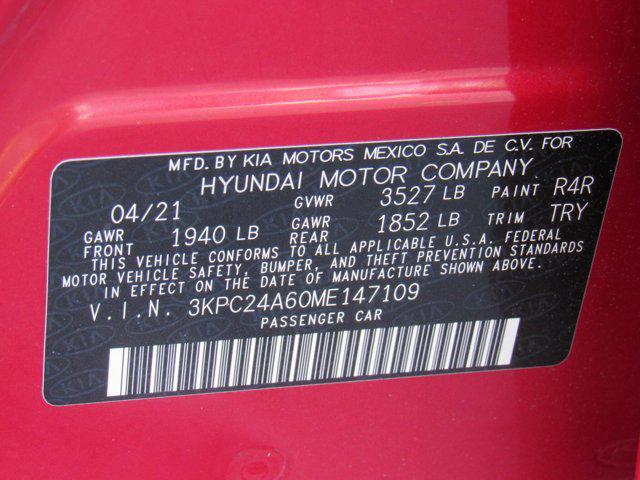 MFD. BY KIA MOTORS MEXICO S.A. DE C.V. FOR
HYUNDAI MOTOR COMPANY
04/21 GVWR 3527 LB PAINT R4R
GAWR FRONT 1940 LB GAWR REAR 1852 LB TRIM TRY
THIS VEHICLE CONFORMS TO ALL APPLICABLE U.S.A. FEDERAL
MOTOR VEHICLE SAFETY, BUMPER, AND THEFT PREVENTION STANDARDS
IN EFFECT ON THE DATE OF MANUFACTURE SHOWN ABOVE.
V.I.N. 3KPC24A60ME147109
PASSENGER CAR